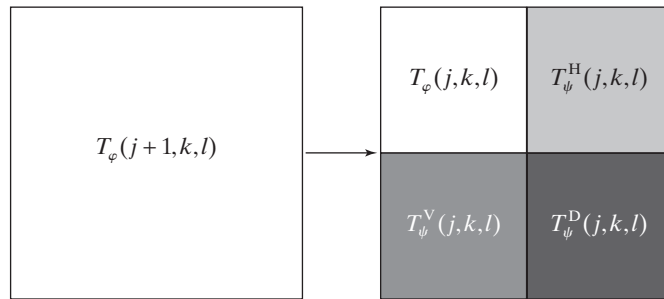 T_φ(j + 1, k, l)
T_φ(j, k, l)
T_ψ^H(j, k, l)
T_ψ^V(j, k, l)
T_ψ^D(j, k, l)